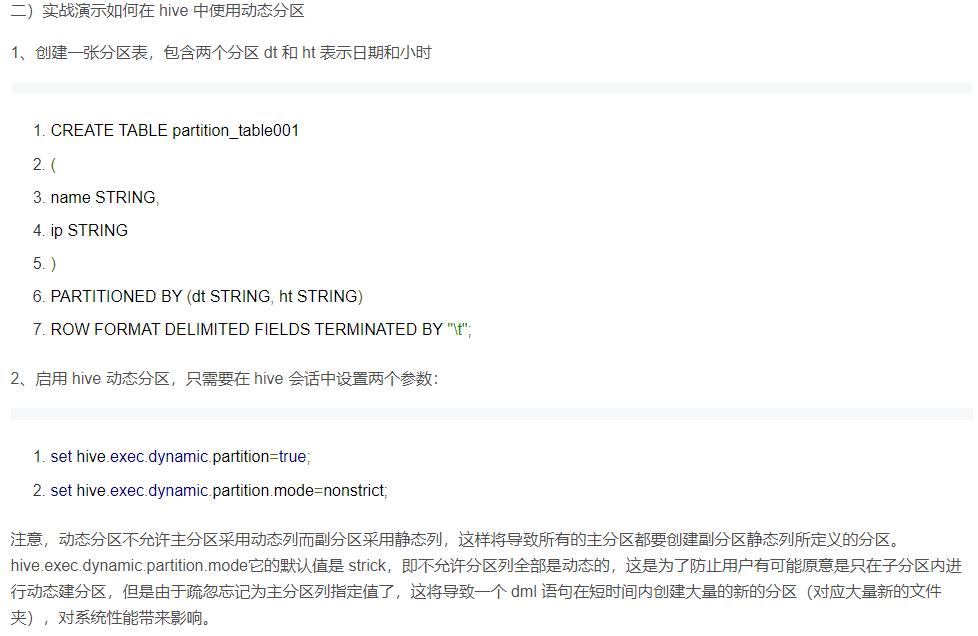 二）实战演示如何在 hive 中使用动态分区
1、创建一张分区表，包含两个分区 dt 和 ht 表示日期和小时
1. CREATE TABLE partition_table001
2. (
3. name STRING,
4. ip STRING
5. )
6. PARTITIONED BY (dt STRING, ht STRING)
7. ROW FORMAT DELIMITED FIELDS TERMINATED BY "\t";
2、启用 hive 动态分区，只需要在 hive 会话中设置两个参数：
1. set hive.exec.dynamic.partition=true;
2. set hive.exec.dynamic.partition.mode=nonstrict;
注意，动态分区不允许主分区采用动态列而副分区采用静态列，这样将导致所有的主分区都要创建副分区静态列所定义的分区。
hive.exec.dynamic.partition.mode它的默认值是 strick，即不允许分区列全部是动态的，这是为了防止用户有可能原意是只在子分区内进
行动态建分区，但是由于疏忽忘记为主分区列指定值了，这将导致一个 dml 语句在短时间内创建大量的新的分区（对应大量新的文件
夹），对系统性能带来影响。